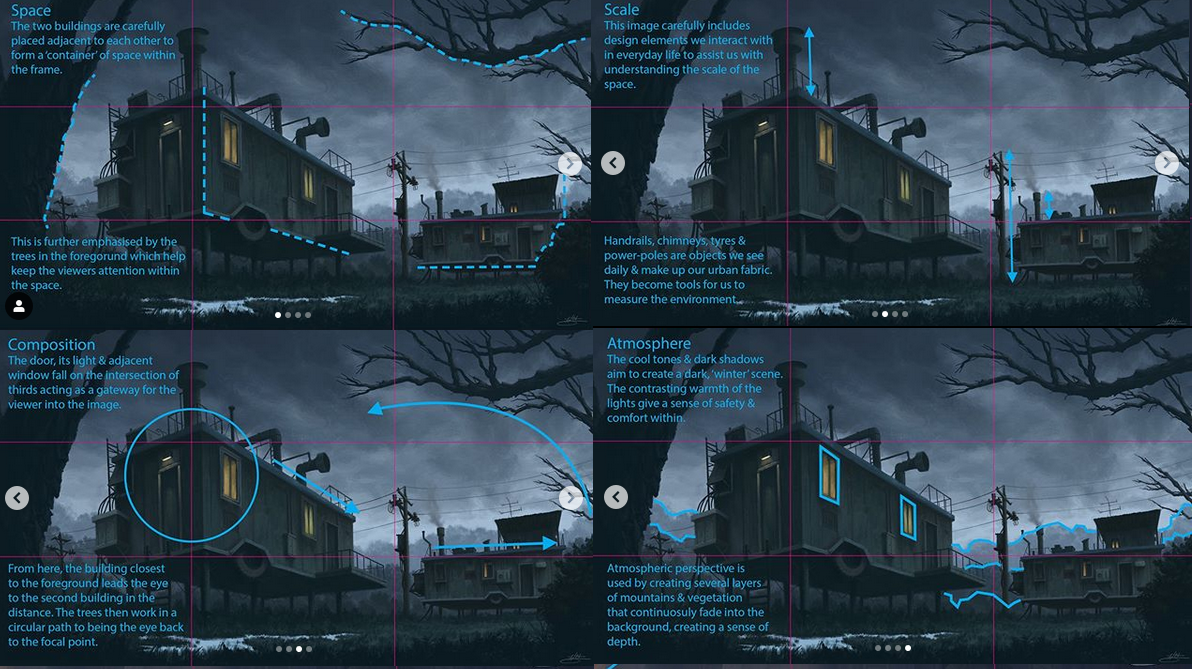 Space
The two buildings are carefully
placed adjacent to each other to
form a 'container' of space within
the frame.
This is further emphasised by the
trees in the foregorund which help
keep the viewers attention within
the space.
Scale
This image carefully includes
design elements we interact with
in everyday life to assist us with
understanding the scale of the
space.
Handrails, chimneys, tyres &
power-poles are objects we see
daily & make up our urban fabric.
They become tools for us to
measure the environment.
Composition
The door, its light & adjacent
window fall on the intersection of
thirds acting as a gateway for the
viewer into the image.
From here, the building closest
to the foreground leads the eye
to the second building in the
distance. The trees then work in a
circular path to being the eye back
to the focal point.
Atmosphere
The cool tones & dark shadows
aim to create a dark, 'winter' scene.
The contrasting warmth of the
lights give a sense of safety &
comfort within.
Atmospheric perspective is
used by creating several layers
of mountains & vegetation
that continuosuly fade into the
background, creating a sense of
depth.